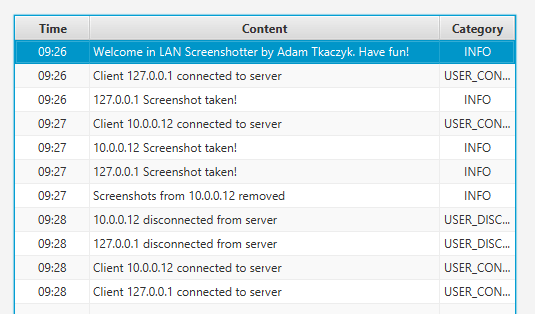 Time Content Category
09:26 Welcome in LAN Screenshotter by Adam Tkaczyk. Have fun! INFO
09:26 Client 127.0.0.1 connected to server USER_CON...
09:26 127.0.0.1 Screenshot taken! INFO
09:27 Client 10.0.0.12 connected to server USER_CON...
09:27 10.0.0.12 Screenshot taken! INFO
09:27 127.0.0.1 Screenshot taken! INFO
09:27 Screenshots from 10.0.0.12 removed INFO
09:28 10.0.0.12 disconnected from server USER_DISC...
09:28 127.0.0.1 disconnected from server USER_DISC...
09:28 Client 10.0.0.12 connected to server USER_CON...
09:28 Client 127.0.0.1 connected to server USER_CON...